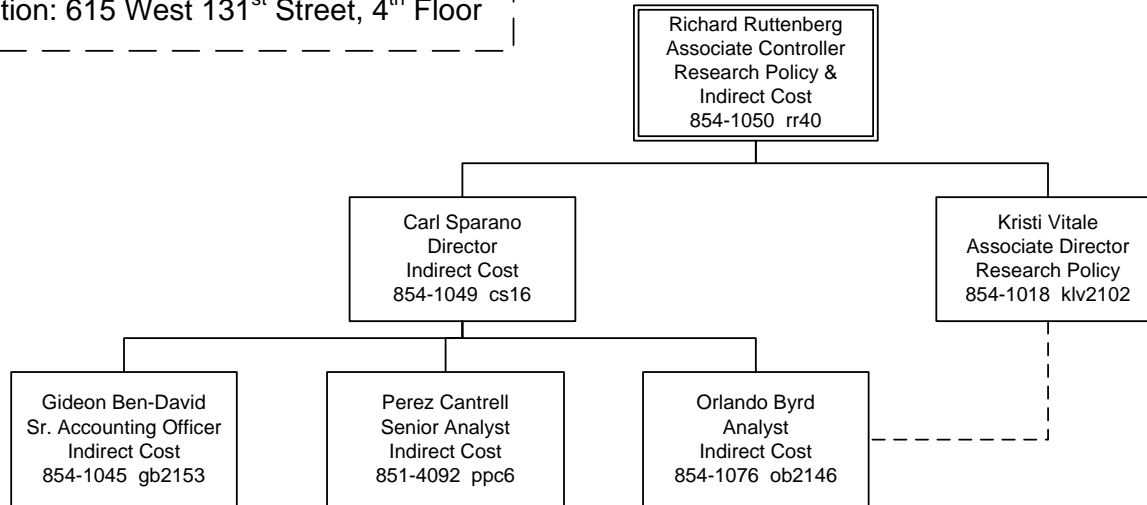 tion: 615 West 131st Street, 4th Floor
Richard Ruttenberg
Associate Controller
Research Policy &
Indirect Cost
854-1050 rr40
Carl Sparano
Director
Indirect Cost
854-1049 cs16
Kristi Vitale
Associate Director
Research Policy
854-1018 klv2102
Gideon Ben-David
Sr. Accounting Officer
Indirect Cost
854-1045 gb2153
Perez Cantrell
Senior Analyst
Indirect Cost
851-4092 ppc6
Orlando Byrd
Analyst
Indirect Cost
854-1076 ob2146